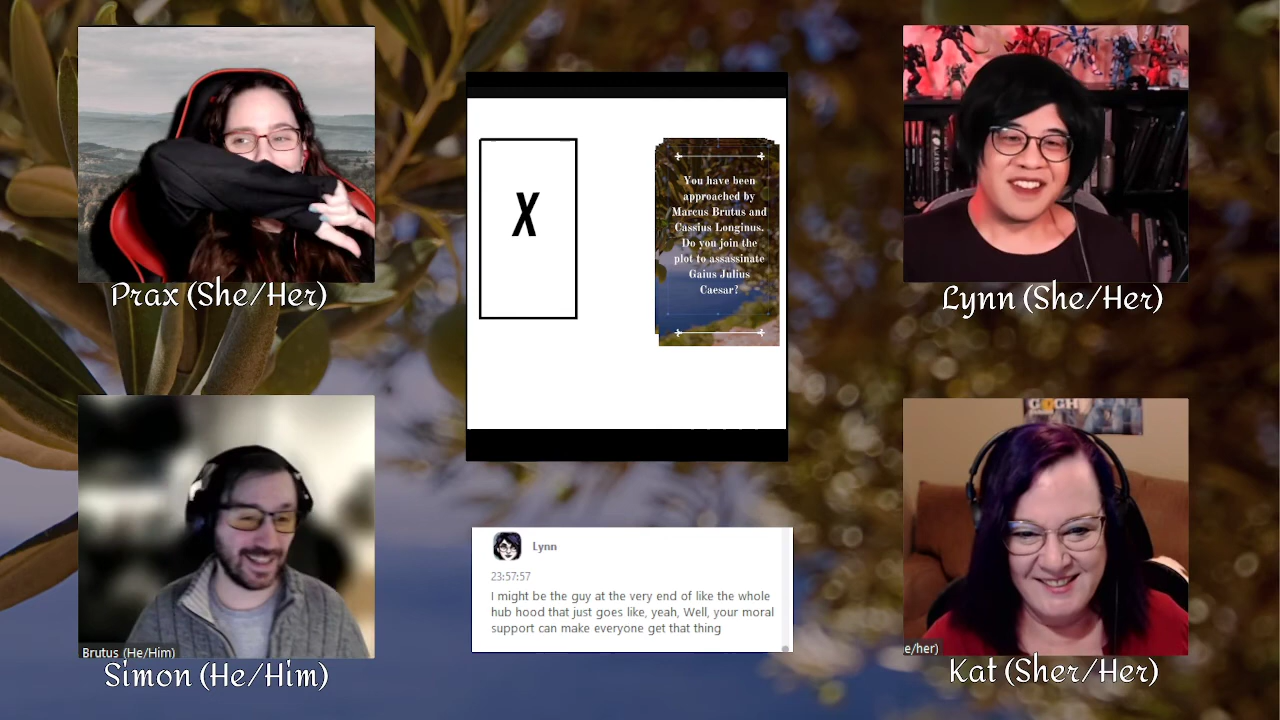 GOGH
X
You have been
approached by
Marcus Brutus and
Cassius Longinus.
Do you join the
plot to assassinate
Gaius Julius
Caesar?
Prax (She/Her)
Lynn (She/Her)
Lynn
23:57:57
I might be the guy at the very end of like the whole
hub hood that just goes like, yeah, Well, your moral
support can make everyone get that thing
Brutus (He/Him)
Simon (He/Him)
e/her)
Kat (Sher/Her)